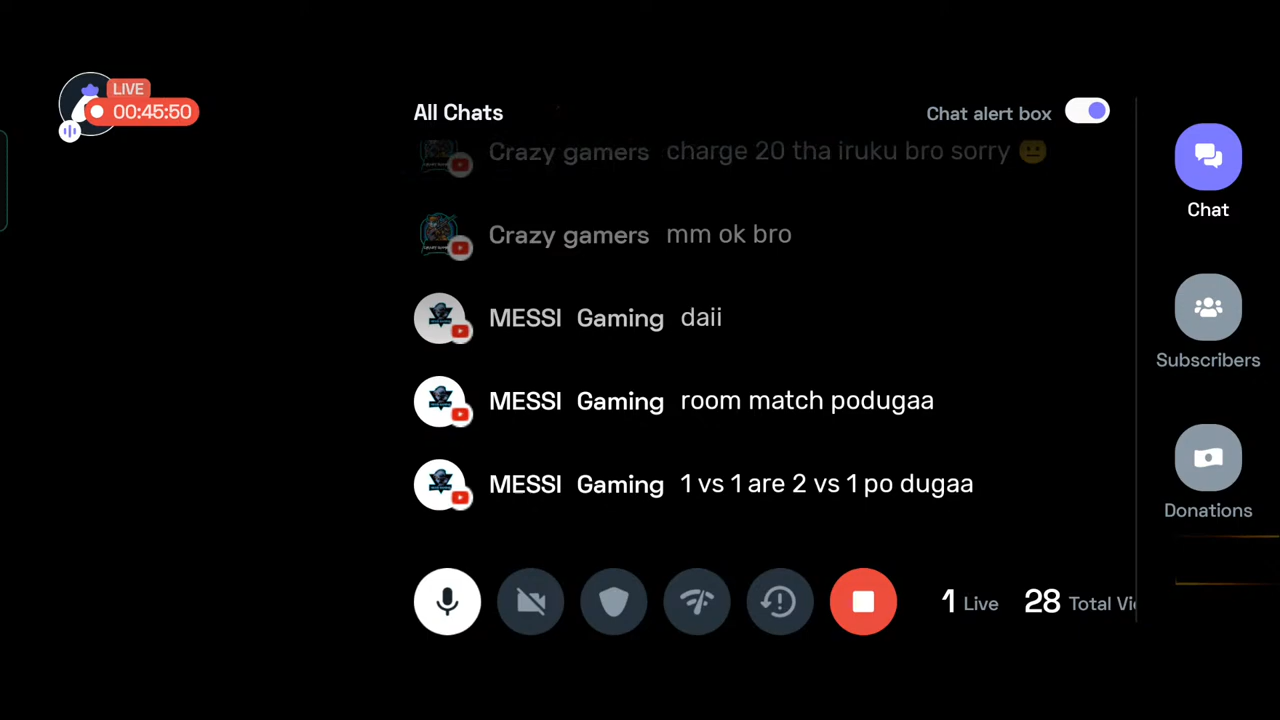 LIVE
00:45:50
All Chats
Chat alert box
Crazy gamers charge 20 tha iruku bro sorry 😐
Crazy gamers mm ok bro
MESSI Gaming daii
MESSI Gaming room match podugaa
MESSI Gaming 1 vs 1 are 2 vs 1 po dugaa
1 Live 28 Total Vi
Chat
Subscribers
Donations